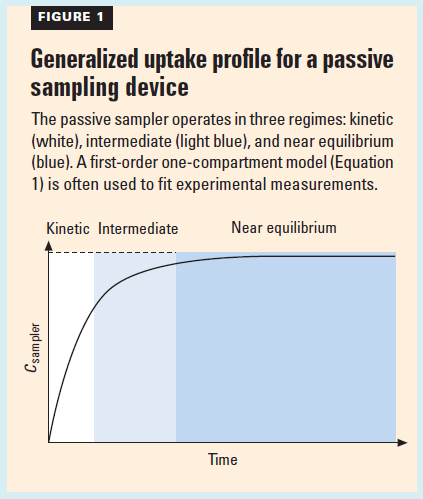 FIGURE 1
Generalized uptake profile for a passive
sampling device
The passive sampler operates in three regimes: kinetic
(white), intermediate (light blue), and near equilibrium
(blue). A first-order one-compartment model (Equation
1) is often used to fit experimental measurements.
Kinetic Intermediate Near equilibrium
Csampler
Time